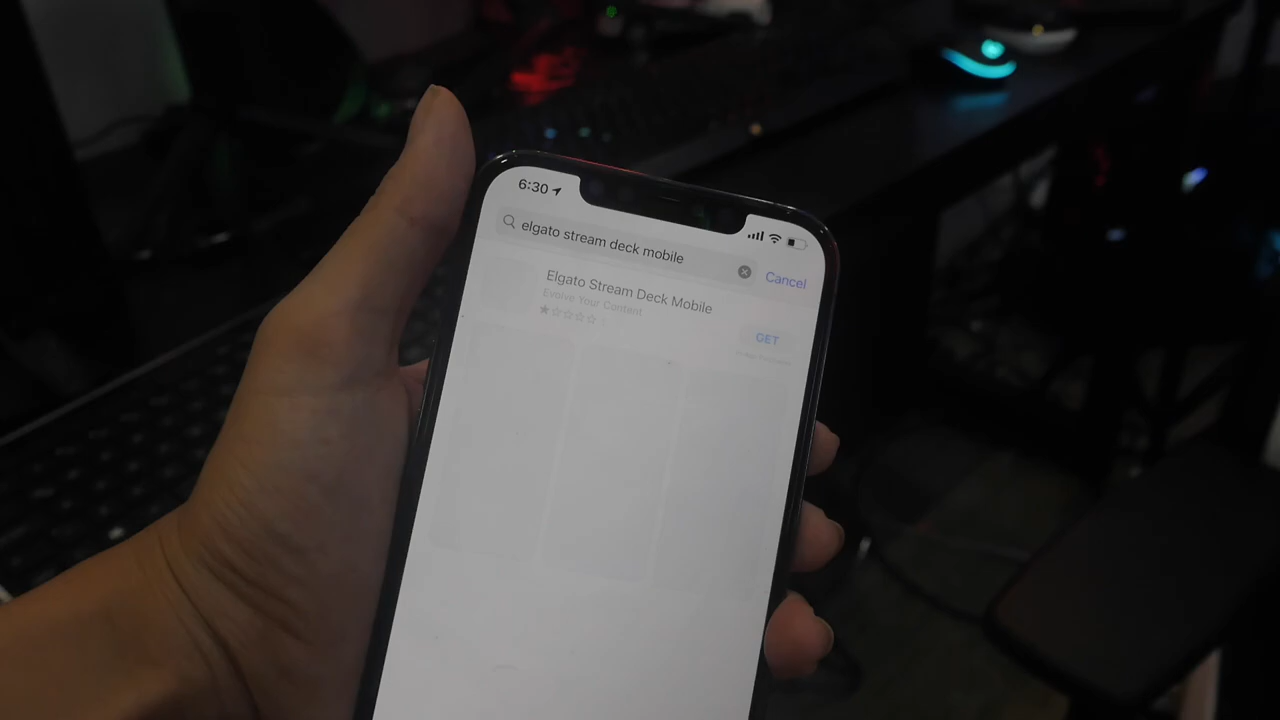 6:30
elgato stream deck mobile
Cancel
Elgato Stream Deck Mobile
Evolve Your Content
GET